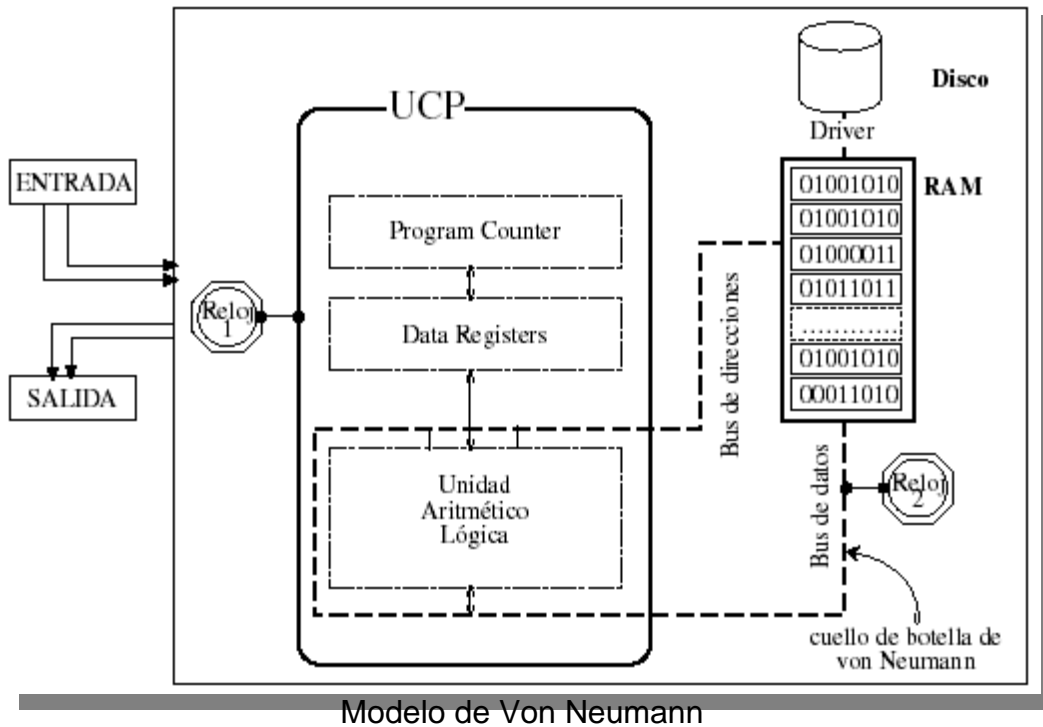 UCP
Disco
Driver
ENTRADA
RAM
01001010
01001010
01000011
01011011
............
01001010
00011010
Program Counter
Reloj
1
Data Registers
SALIDA
Bus de direcciones
Unidad
Aritmético
Lógica
Bus de datos
Reloj
2
cuello de botella de
von Neumann
Modelo de Von Neumann